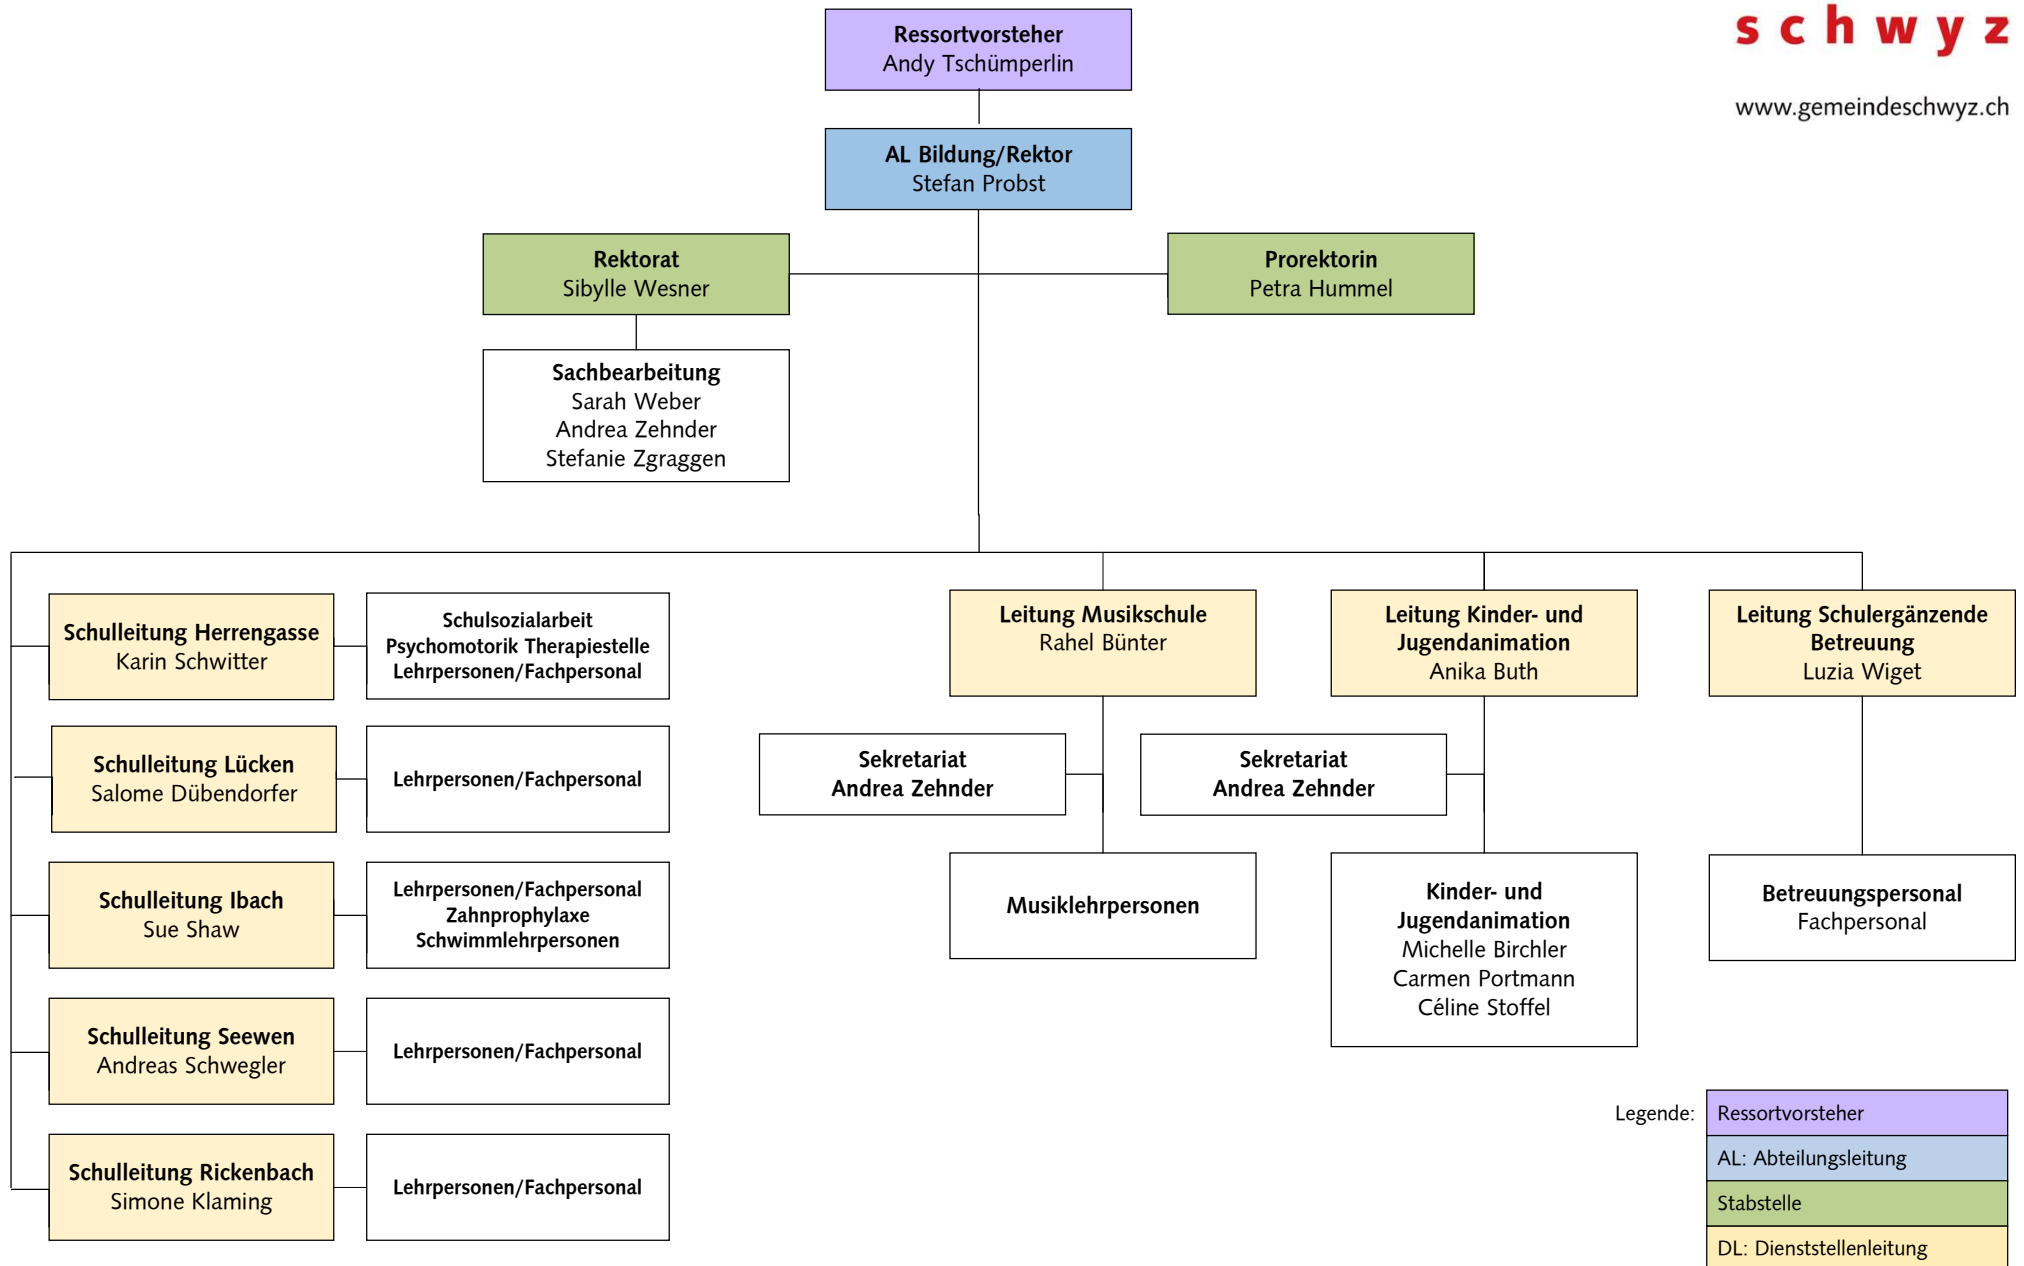 schwyz
www.gemeindeschwyz.ch
Ressortvorsteher
Andy Tschümperlin
AL Bildung/Rektor
Stefan Probst
Rektorat
Sibylle Wesner
Prorektorin
Petra Hummel
Sachbearbeitung
Sarah Weber
Andrea Zehnder
Stefanie Zgraggen
Schulleitung Herrengasse
Karin Schwitter
Schulsozialarbeit
Psychomotorik Therapiestelle
Lehrpersonen/Fachpersonal
Schulleitung Lücken
Salome Dübendorfer
Lehrpersonen/Fachpersonal
Schulleitung Ibach
Sue Shaw
Lehrpersonen/Fachpersonal
Zahnprophylaxe
Schwimmlehrpersonen
Schulleitung Seewen
Andreas Schwegler
Lehrpersonen/Fachpersonal
Schulleitung Rickenbach
Simone Klaming
Lehrpersonen/Fachpersonal
Leitung Musikschule
Rahel Bünter
Sekretariat
Andrea Zehnder
Musiklehrpersonen
Leitung Kinder- und
Jugendanimation
Anika Buth
Sekretariat
Andrea Zehnder
Kinder- und
Jugendanimation
Michelle Birchler
Carmen Portmann
Céline Stoffel
Leitung Schulergänzende
Betreuung
Luzia Wiget
Betreuungspersonal
Fachpersonal
Legende:
Ressortvorsteher
AL: Abteilungsleitung
Stabstelle
DL: Dienststellenleitung